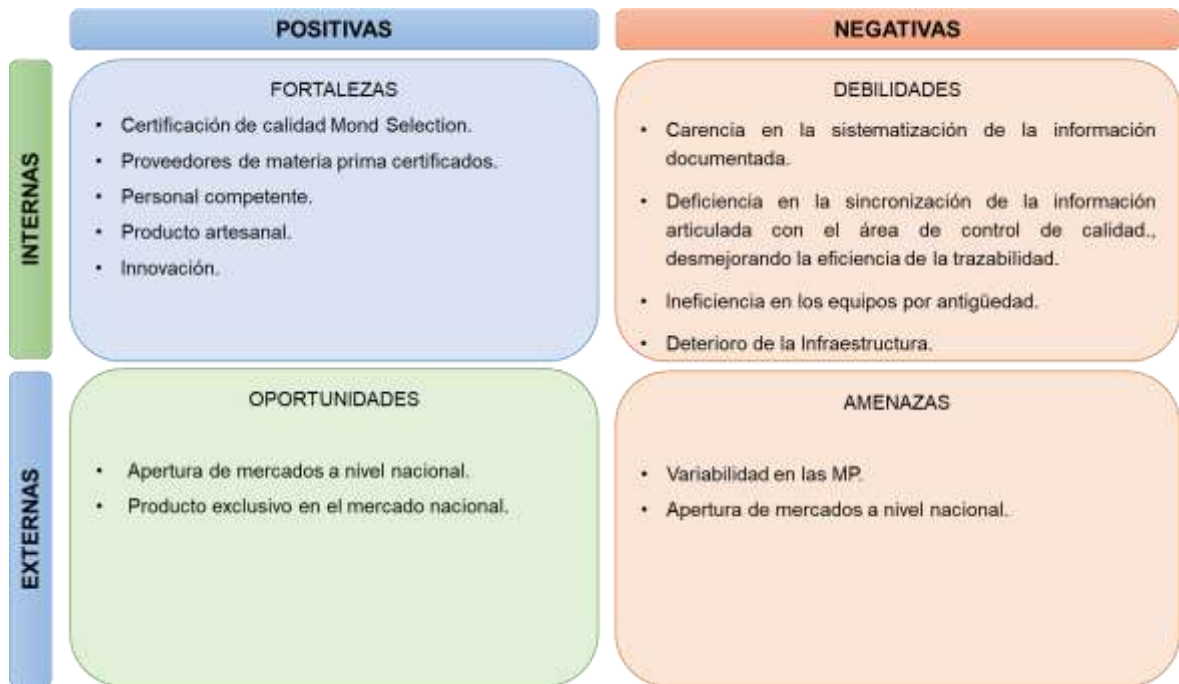 POSITIVAS
NEGATIVAS
INTERNAS
FORTALEZAS
• Certificación de calidad Mond Selection.
• Proveedores de materia prima certificados.
• Personal competente.
• Producto artesanal.
• Innovación.
DEBILIDADES
• Carencia en la sistematización de la información
documentada.
• Deficiencia en la sincronización de la información
articulada con el área de control de calidad.,
desmejorando la eficiencia de la trazabilidad.
• Ineficiencia en los equipos por antigüedad.
• Deterioro de la Infraestructura.
EXTERNAS
OPORTUNIDADES
• Apertura de mercados a nivel nacional.
• Producto exclusivo en el mercado nacional.
AMENAZAS
• Variabilidad en las MP.
• Apertura de mercados a nivel nacional.